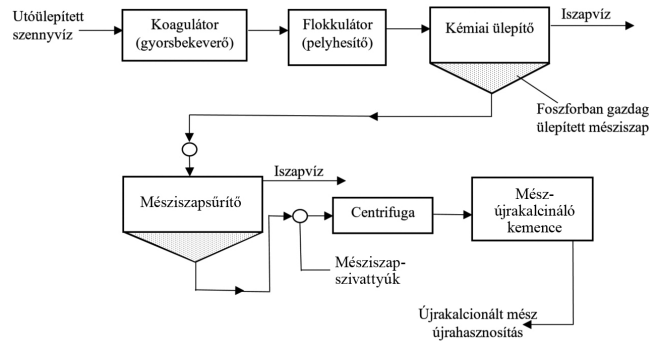 Utóülepített
szennyvíz
Koagulátor
(gyorsbekeverő)
Flokkulátor
(pelyhesítő)
Kémiai ülepítő
Iszapvíz
Foszforban gazdag
ülepített mésziszap
Mésziszapsűrítő
Iszapvíz
Centrifuga
Mész-
újrakalcináló
kemence
Mésziszap-
szivattyúk
Újrakalcionált mész
újrahasznosítás